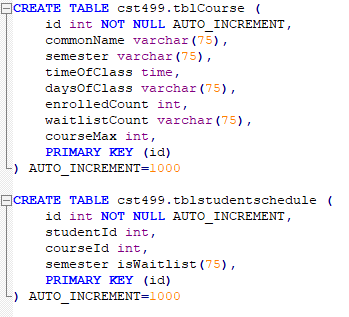 CREATE TABLE cst499.tblCourse (
id int NOT NULL AUTO_INCREMENT,
commonName varchar(75),
semester varchar(75),
timeOfClass time,
daysOfClass varchar(75),
enrolledCount int,
waitlistCount varchar(75),
courseMax int,
PRIMARY KEY (id)
) AUTO_INCREMENT=1000
CREATE TABLE cst499.tblstudentschedule (
id int NOT NULL AUTO_INCREMENT,
studentId int,
courseId int,
semester isWaitlist(75),
PRIMARY KEY (id)
) AUTO_INCREMENT=1000